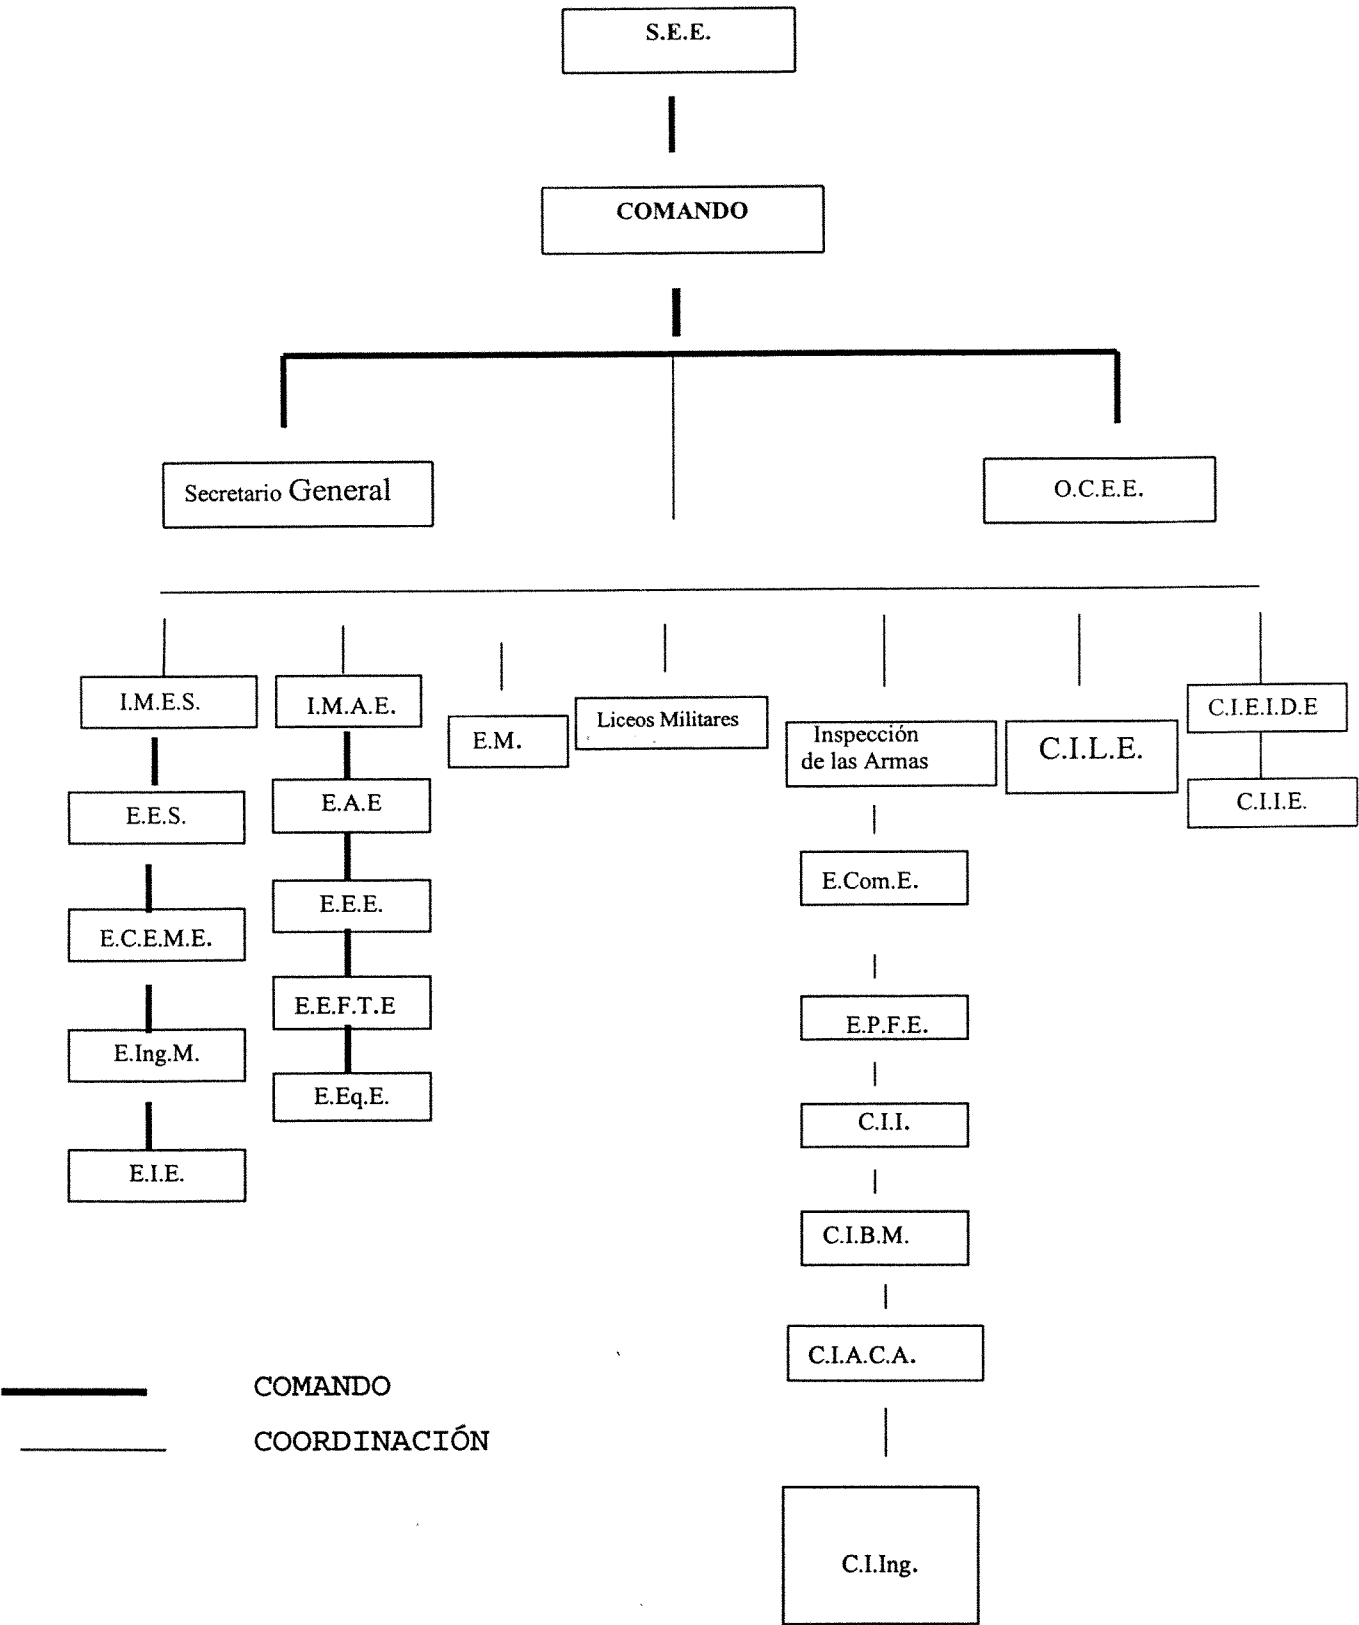 S.E.E.
COMANDO
Secretario General
O.C.E.E.
I.M.E.S.
E.E.S.
E.C.E.M.E.
E.Ing.M.
E.I.E.
I.M.A.E.
E.A.E
E.E.E.
E.E.F.T.E
E.Eq.E.
E.M.
Liceos Militares
Inspección
de las Armas
E.Com.E.
E.P.F.E.
C.I.I.
C.I.B.M.
C.I.A.C.A.
C.I.Ing.
C.I.L.E.
C.I.E.I.D.E
C.I.I.E.
COMANDO
COORDINACIÓN